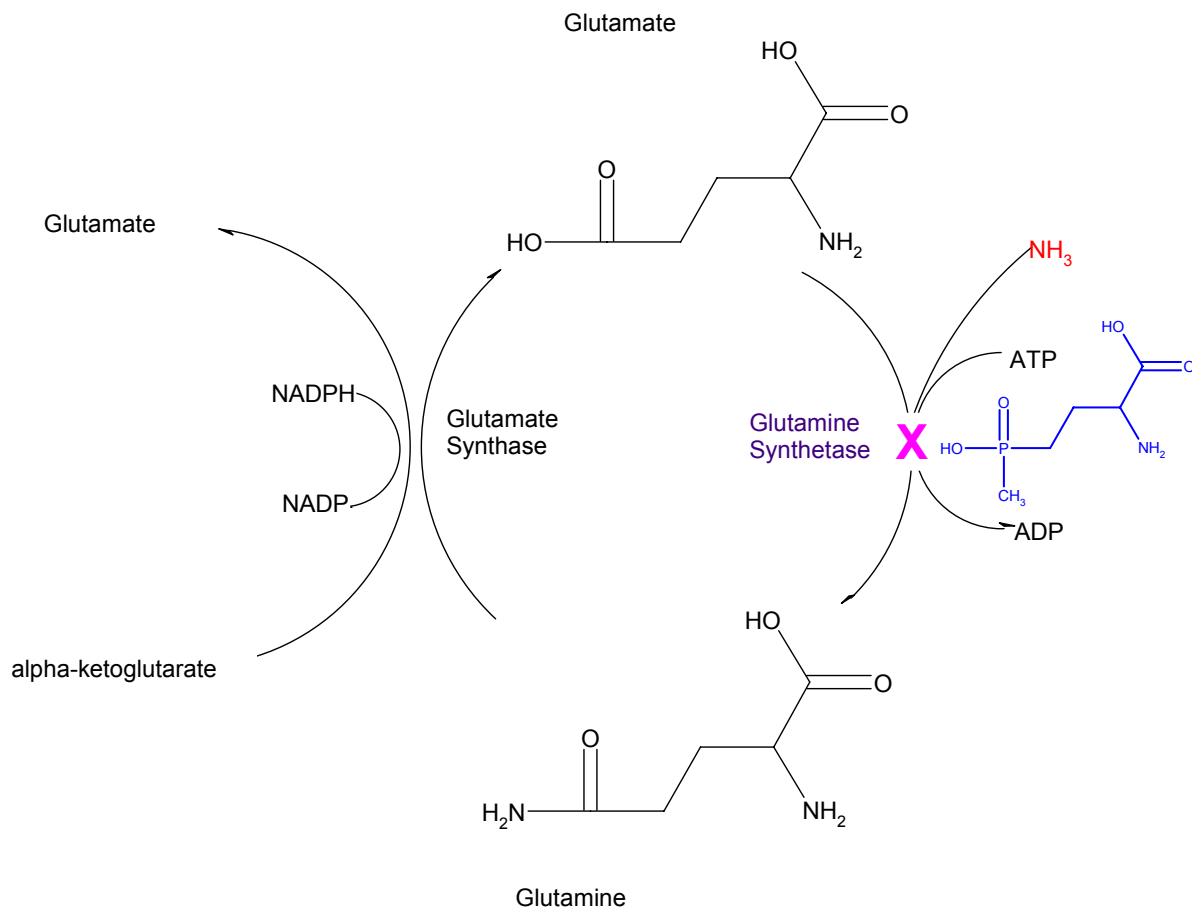 Glutamate
HO
O
O
HO
NH2
Glutamate
NH3
HO
O
ATP
O
HO
P
NH2
CH3
NADPH
Glutamate
Synthase
Glutamine
Synthetase
X
NADP
ADP
HO
O
alpha-ketoglutarate
O
H2N
NH2
Glutamine